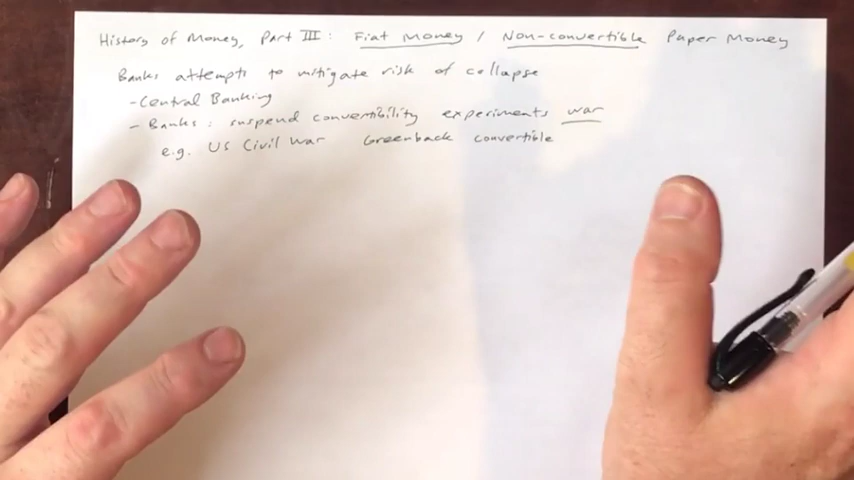 History of Money, Part III: Fiat Money / Non-convertible Paper Money
Banks attempts to mitigate risk of collapse
- Central Banking
- Banks: suspend convertibility experiments war
e.g. US Civil War Greenback convertible